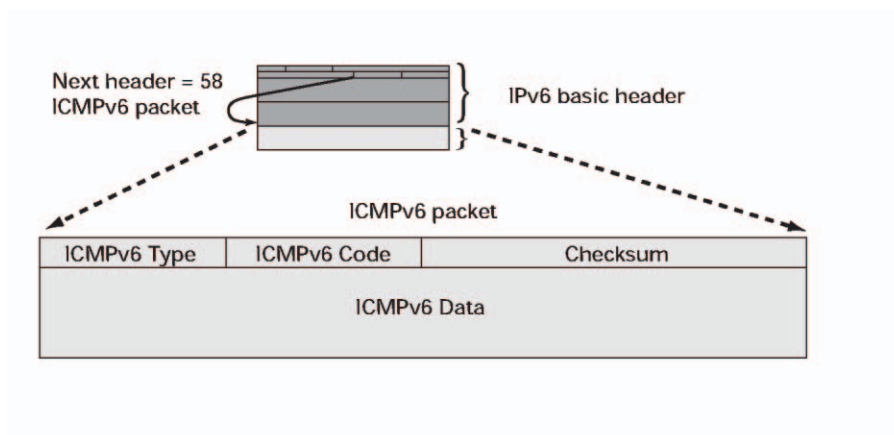 Next header = 58
ICMPv6 packet
IPv6 basic header
ICMPv6 packet
ICMPv6 Type
ICMPv6 Code
Checksum
ICMPv6 Data